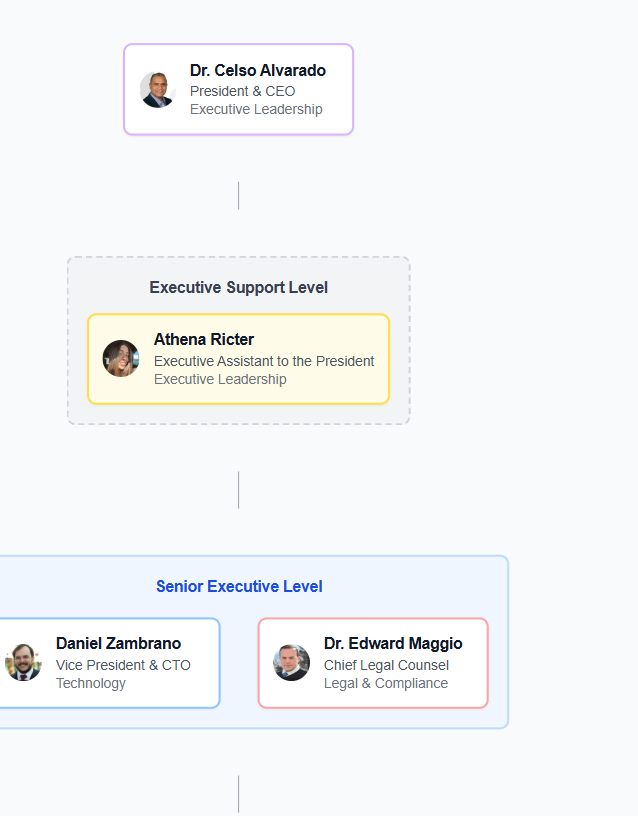 Dr. Celso Alvarado
President & CEO
Executive Leadership
Executive Support Level
Athena Ricter
Executive Assistant to the President
Executive Leadership
Senior Executive Level
Daniel Zambrano
Vice President & CTO
Technology
Dr. Edward Maggio
Chief Legal Counsel
Legal & Compliance